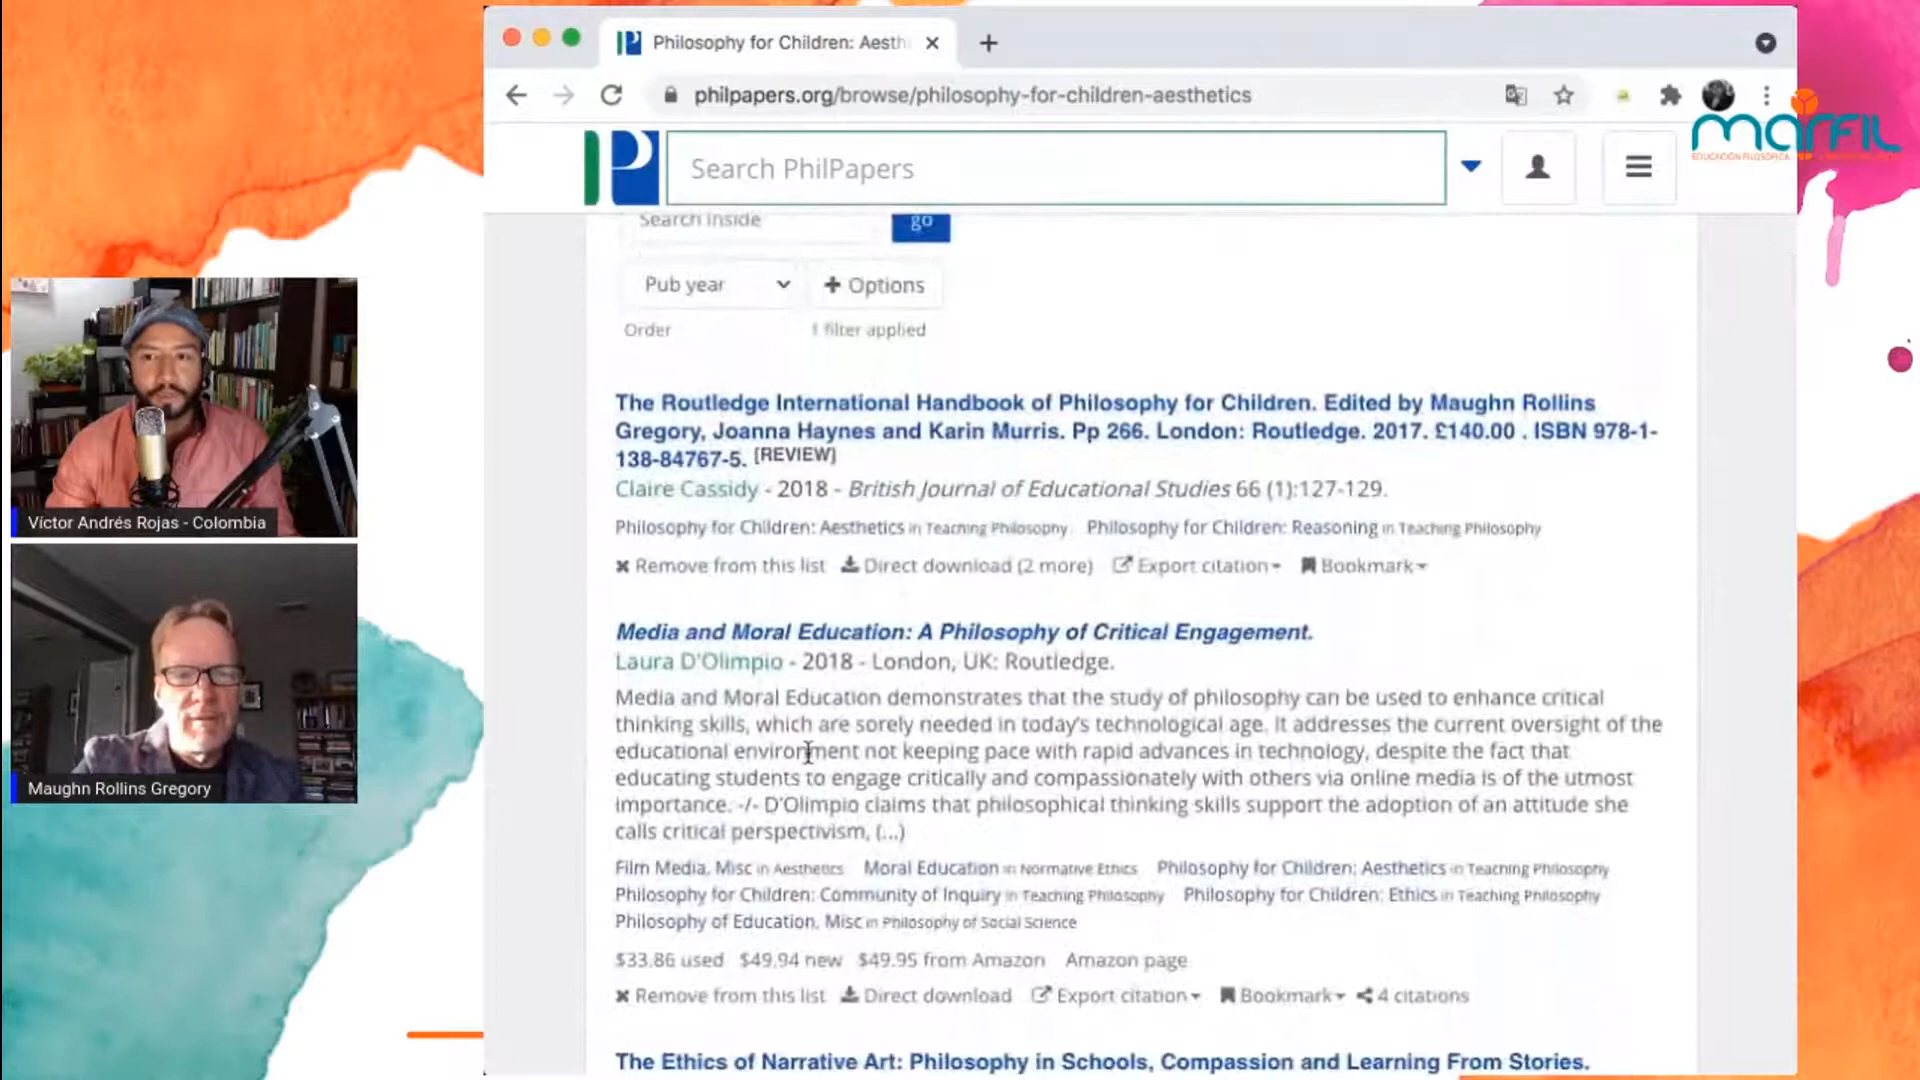 Philosophy for Children: Aesth
philpapers.org/browse/philosophy-for-children-aesthetics
marfil
EDUCACIÓN FILOSÓFICA
P
Search PhilPapers
Search inside
go
Pub year
Options
Order
1 filter applied
The Routledge International Handbook of Philosophy for Children. Edited by Maughn Rollins
Gregory, Joanna Haynes and Karin Murris. Pp 266. London: Routledge. 2017. £140.00 . ISBN 978-1-
138-84767-5. [REVIEW]
Claire Cassidy - 2018 - British Journal of Educational Studies 66 (1):127-129.
Philosophy for Children: Aesthetics in Teaching Philosophy Philosophy for Children: Reasoning in Teaching Philosophy
Remove from this list Direct download (2 more) Export citation Bookmark
Media and Moral Education: A Philosophy of Critical Engagement.
Laura D'Olimpio - 2018 - London, UK: Routledge.
Media and Moral Education demonstrates that the study of philosophy can be used to enhance critical
thinking skills, which are sorely needed in today's technological age. It addresses the current oversight of the
educational environment not keeping pace with rapid advances in technology, despite the fact that
educating students to engage critically and compassionately with others via online media is of the utmost
importance. -/- D'Olimpio claims that philosophical thinking skills support the adoption of an attitude she
calls critical perspectivism, (...)
Film Media, Misc in Aesthetics Moral Education in Normative Ethics Philosophy for Children: Aesthetics in Teaching Philosophy
Philosophy for Children: Community of Inquiry in Teaching Philosophy Philosophy for Children: Ethics in Teaching Philosophy
Philosophy of Education, Misc in Philosophy of Social Science
$33.86 used $49.94 new $49.95 from Amazon Amazon page
Remove from this list Direct download Export citation Bookmark 4 citations
The Ethics of Narrative Art: Philosophy in Schools, Compassion and Learning From Stories.
Víctor Andrés Rojas - Colombia
Maughn Rollins Gregory